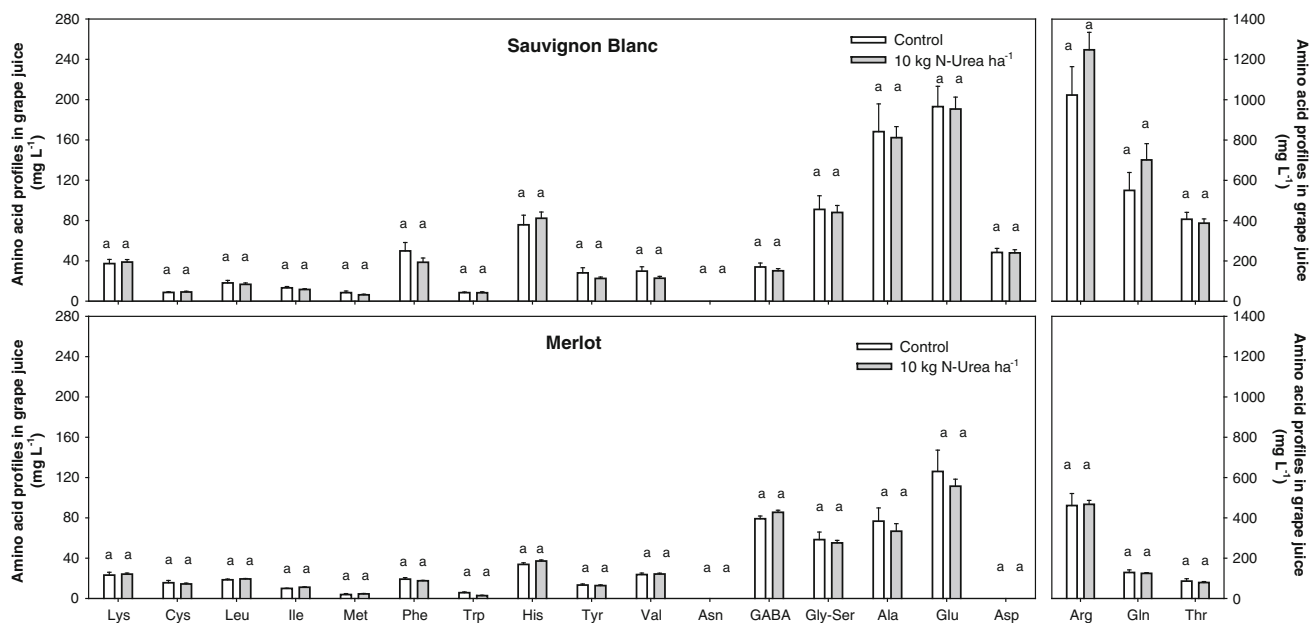 Amino acid profiles in grape juice
(mg L-1)
280
240
200
160
120
80
40
0
Sauvignon Blanc
Control
10 kg N-Urea ha-1
a a a a a a a a a a a a a a a a a a a a a a a a a a a a a a a a
a a a a a a
1400
1200
1000
800
600
400
200
0
Amino acid profiles in grape juice
(mg L-1)
Amino acid profiles in grape juice
(mg L-1)
280
240
200
160
120
80
40
0
Merlot
Control
10 kg N-Urea ha-1
a a a a a a a a a a a a a a a a a a a a a a a a a a a a a a a a
a a a a a a
1400
1200
1000
800
600
400
200
0
Amino acid profiles in grape juice
(mg L-1)
Lys Cys Leu Ile Met Phe Trp His Tyr Val Asn GABA Gly-Ser Ala Glu Asp Arg Gln Thr